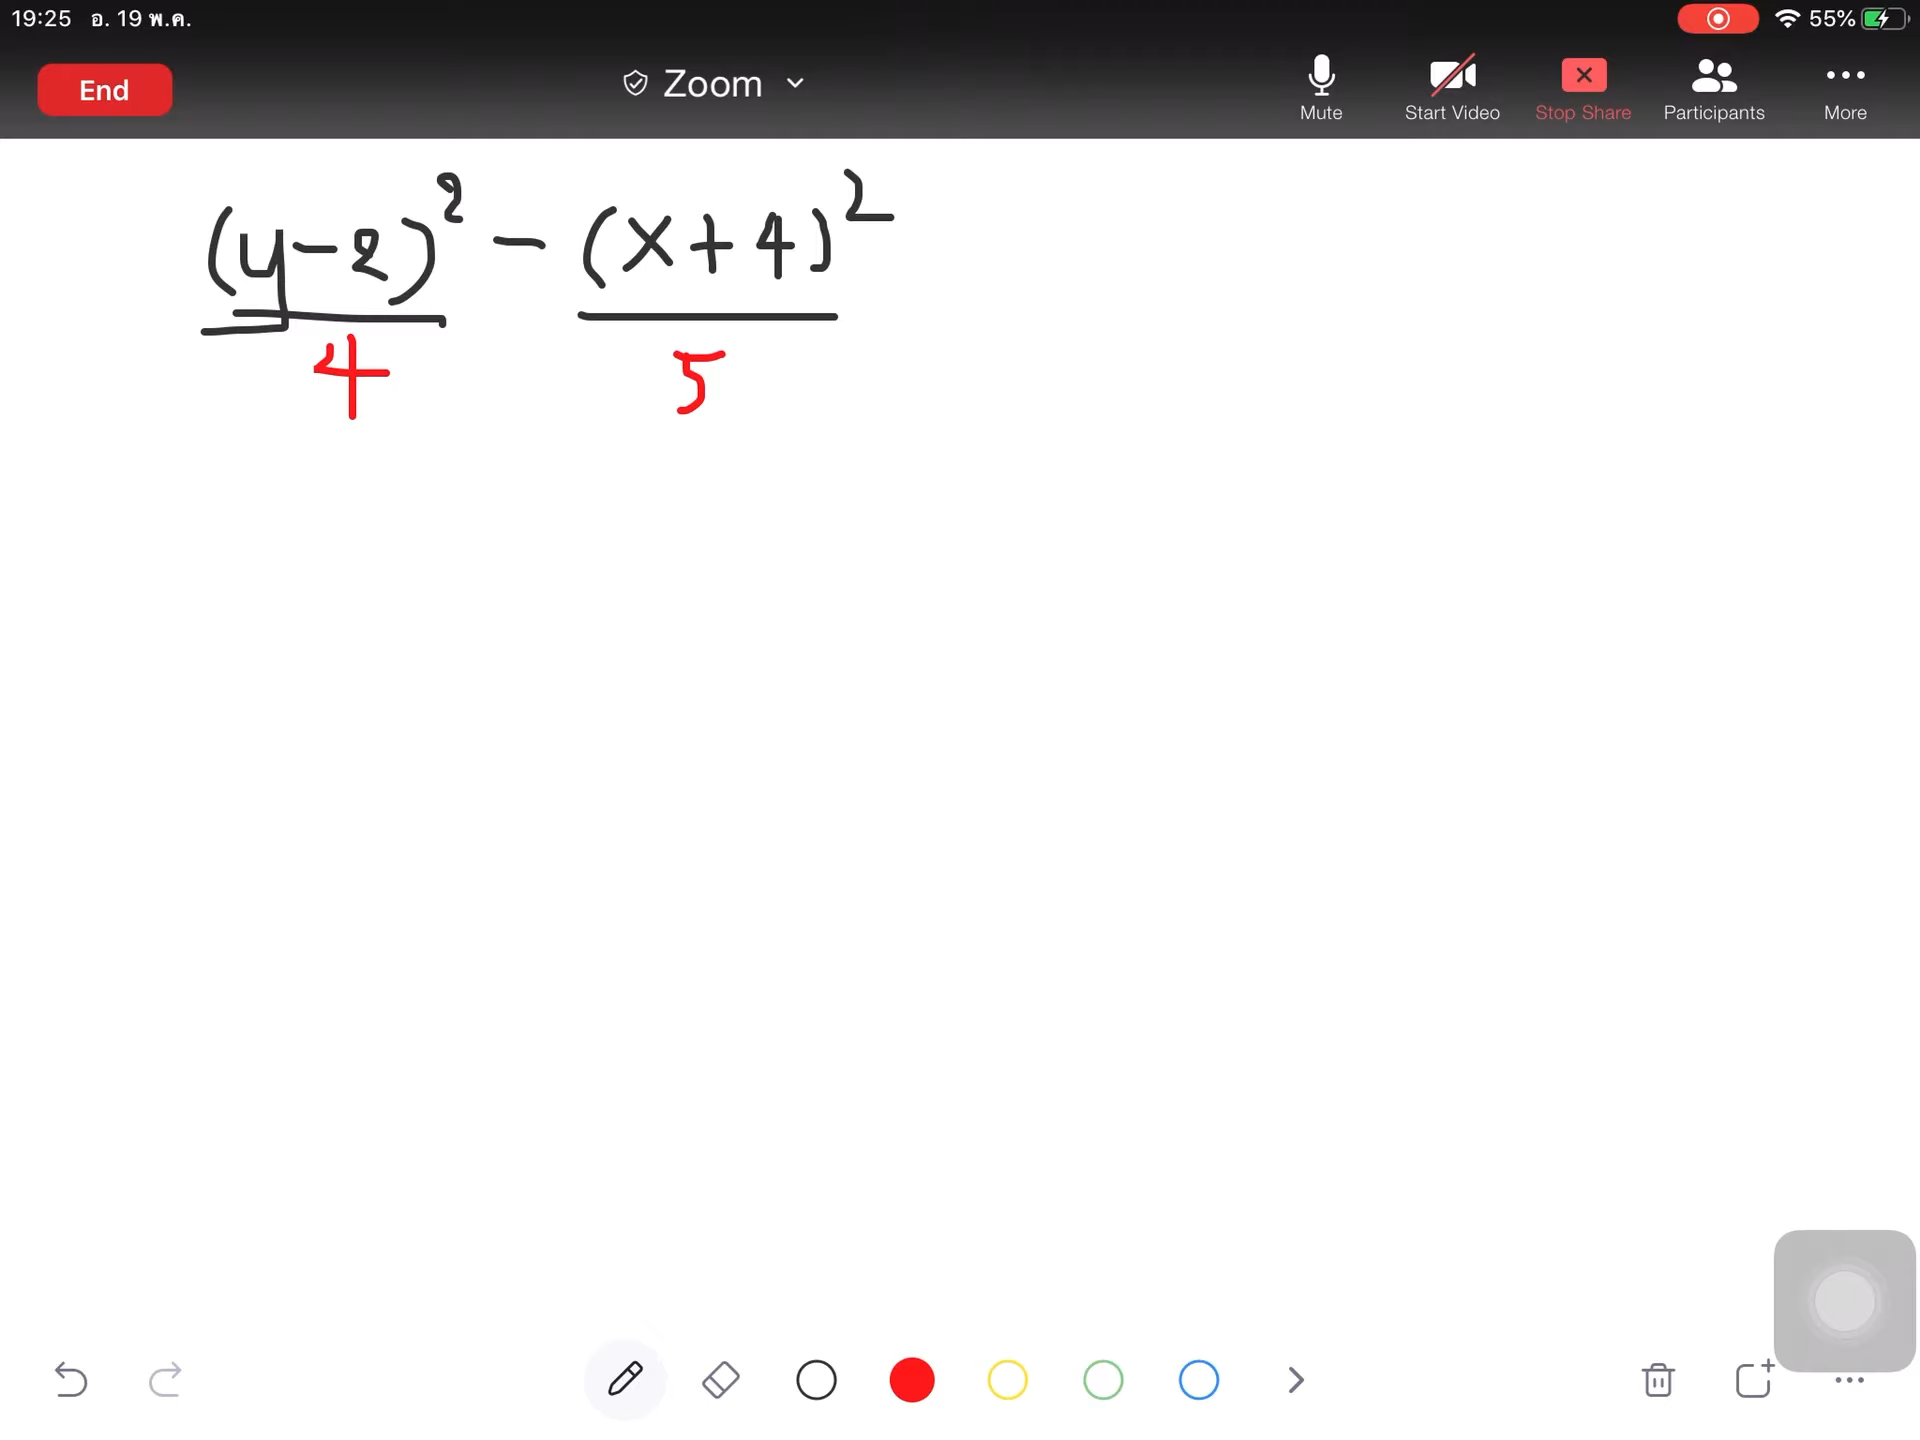 19:25 อ. 19 พ.ค. 55%
End Zoom Mute Start Video Stop Share Participants More
(y-2)² - (x+4)²
4 5